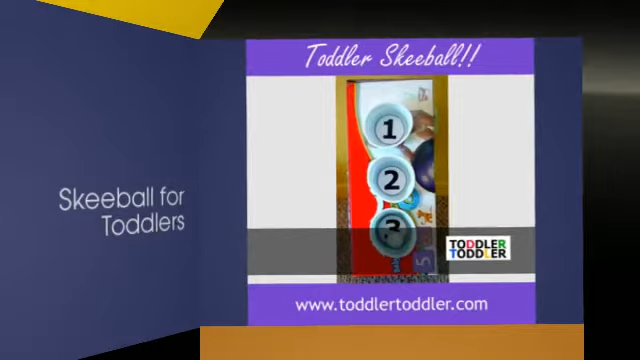 Toddler Skeeball!!
1
2
3
Skeeball for
Toddlers
TODDLER
TODDLER
www.toddlertoddler.com